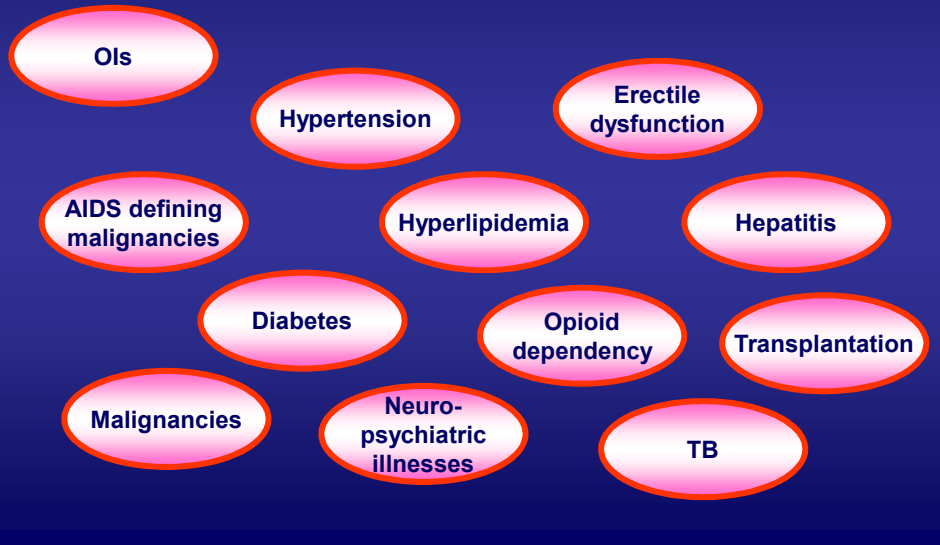 OIs
Hypertension
Erectile
dysfunction
AIDS defining
malignancies
Hyperlipidemia
Hepatitis
Diabetes
Opioid
dependency
Transplantation
Malignancies
Neuro-
psychiatric
illnesses
TB